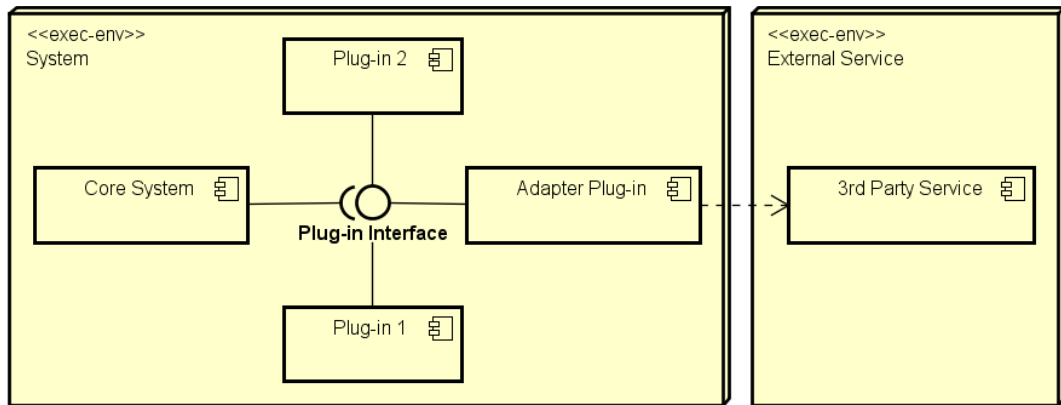 <<exec-env>>
System
Plug-in 2
Core System
Plug-in Interface
Adapter Plug-in
Plug-in 1
<<exec-env>>
External Service
3rd Party Service